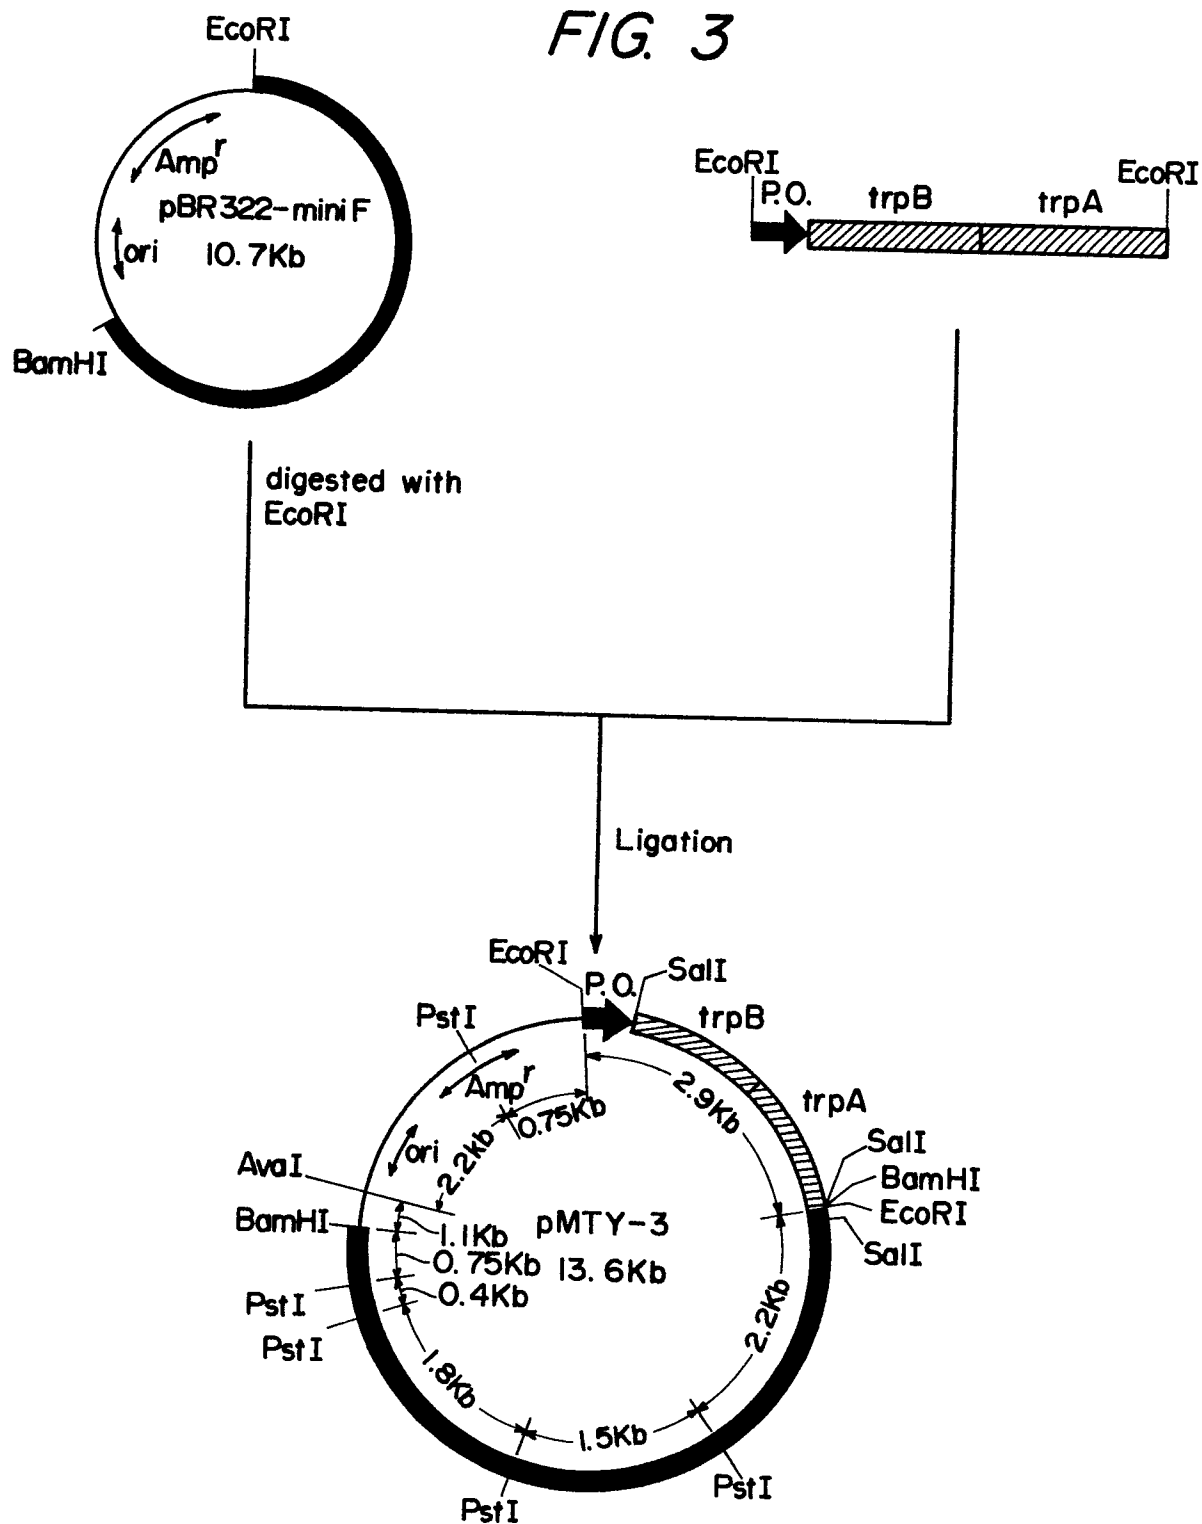 FIG. 3
EcoRI
Amp^r
pBR322-mini F
ori
10.7Kb
BamHI
EcoRI
P.O.
trpB
trpA
EcoRI
digested with
EcoRI
Ligation
EcoRI
P.O.
SalI
trpB
PstI
Amp^r
0.75Kb
2.9Kb
trpA
ori
2.2kb
SalI
AvaI
BamHI
BamHI
EcoRI
1.1Kb
pMTY-3
SalI
0.75Kb
13.6Kb
PstI
0.4Kb
PstI
2.2Kb
1.8Kb
1.5Kb
PstI
PstI